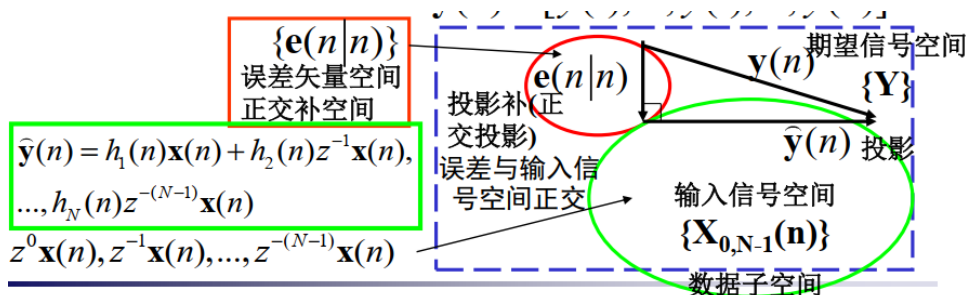 {e(n|n)}
误差矢量空间
正交补空间
ŷ(n) = h₁(n)x(n) + h₂(n)z⁻¹x(n),
...,h_N(n)z^{-(N-1)}x(n)
z⁰x(n), z⁻¹x(n),..., z^{-(N-1)}x(n)
e(n|n)
投影补(正
交投影)
误差与输入信
号空间正交
y(n)
期望信号空间
{Y}
ŷ(n) 投影
输入信号空间
{X_{0,N-1}(n)}
数据子空间